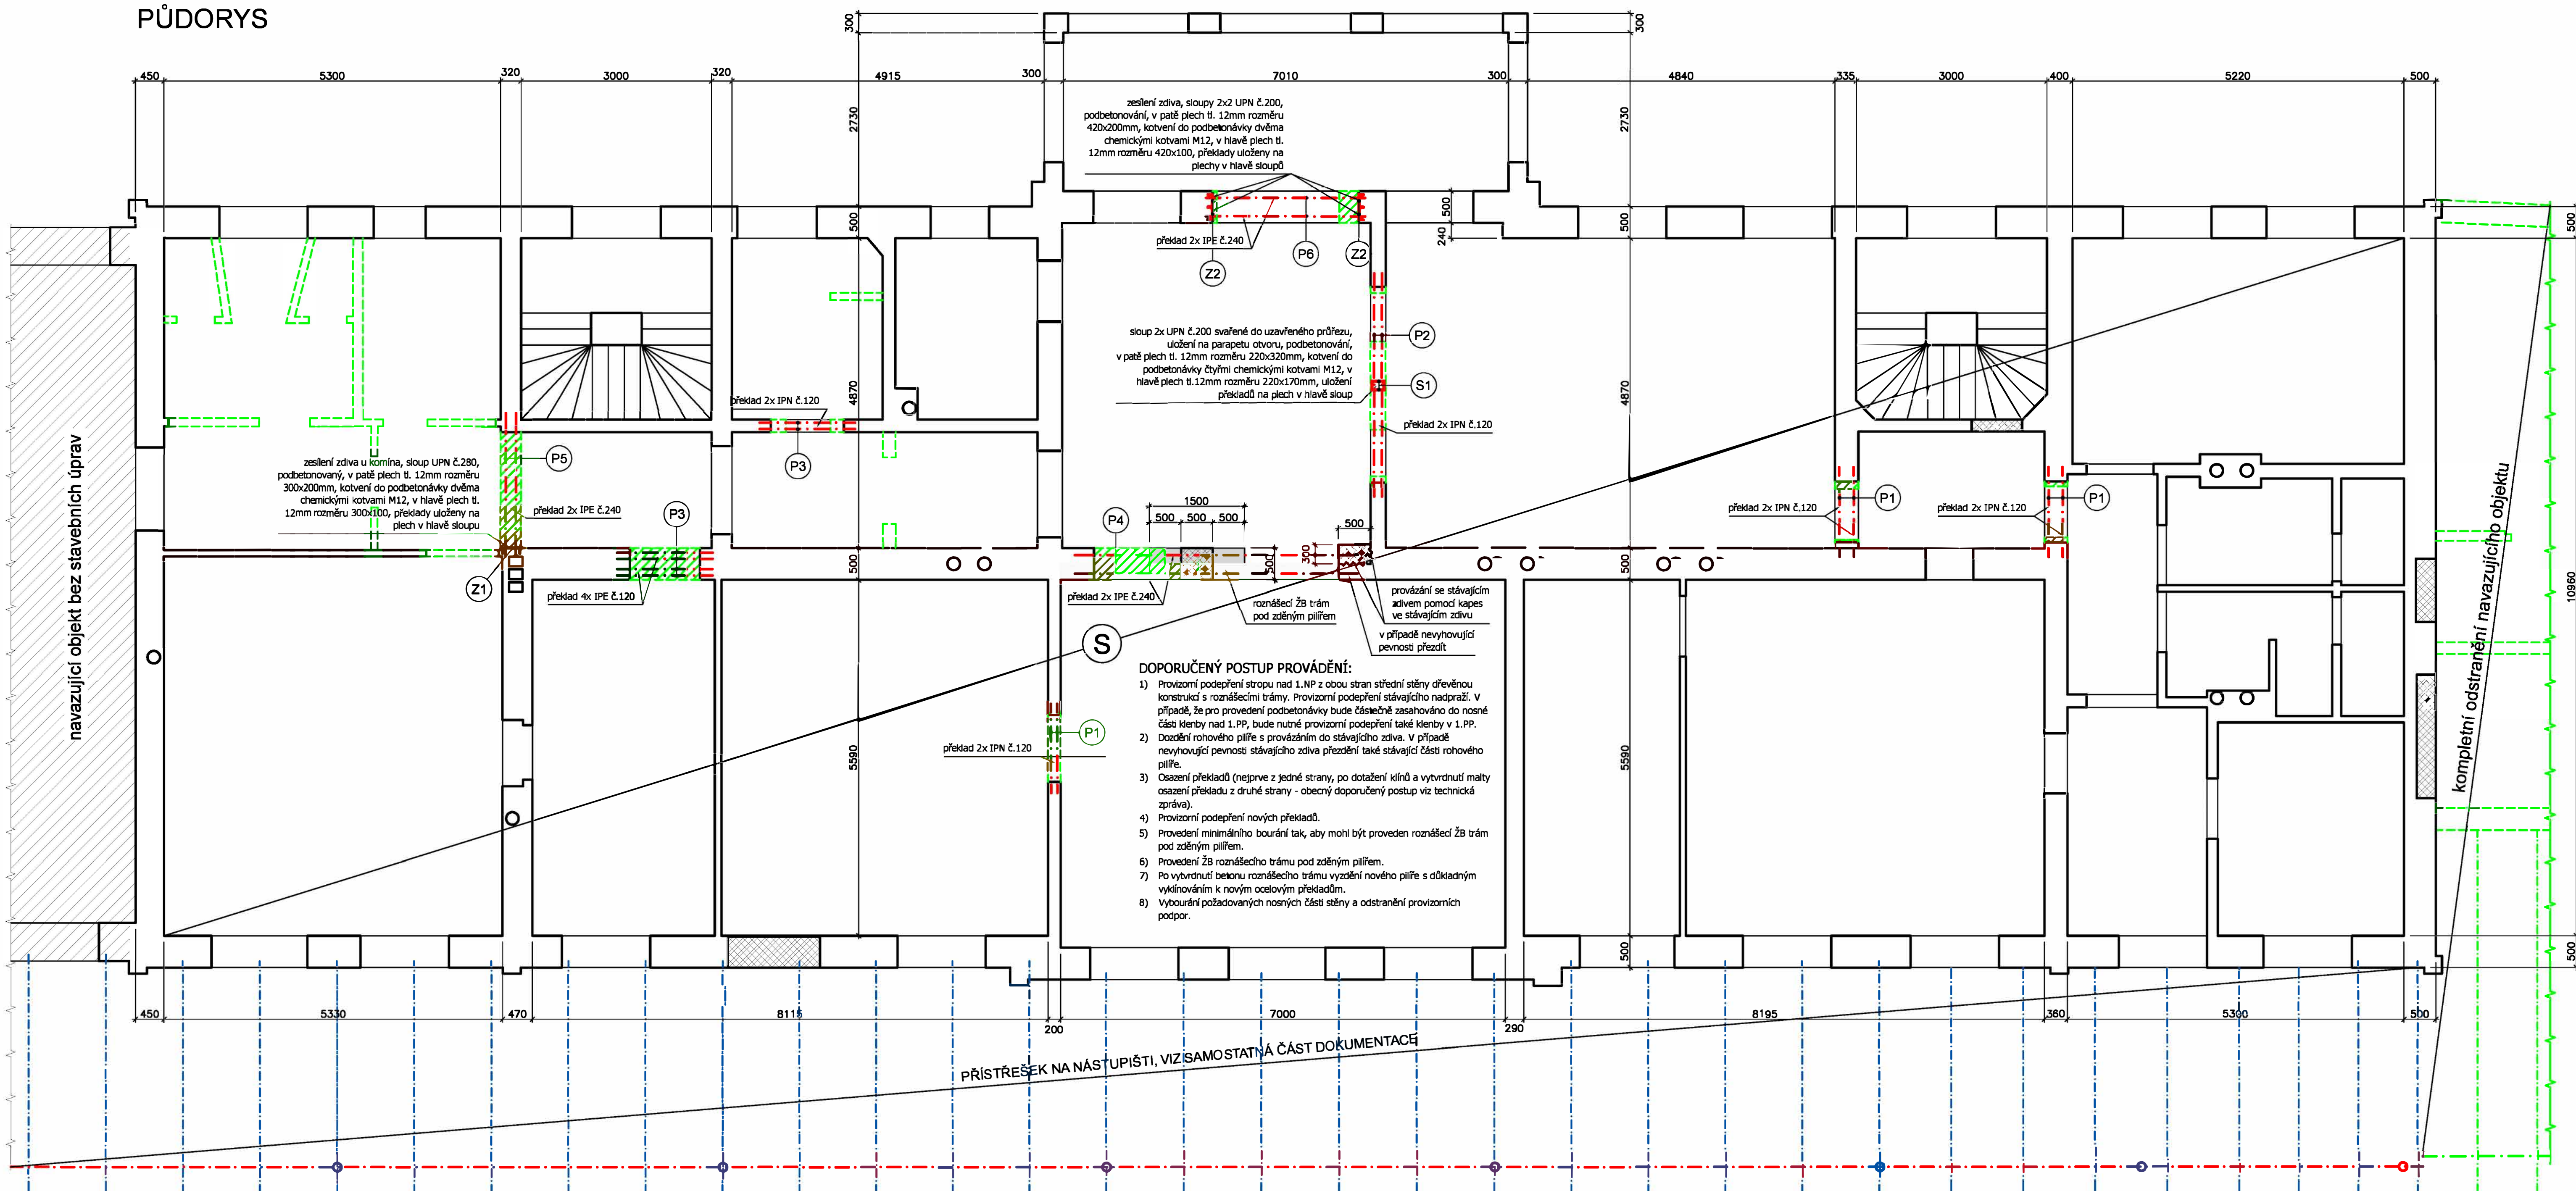 PŮDORYS
300
300
450
5300
320
3000
320
4915
300
7010
300
4840
335
3000
400
5220
500
2730
2730
zesílení zdiva, sloupy 2x2 UPN č.200,
podbetonování, v patě plech tl. 12mm rozměru
420x200mm, kotvení do podbetonávky dvěma
chemickými kotvami M12, v hlavě plech tl.
12mm rozměru 420x100, překlady uloženy na
plechy v hlavě sloupů
500
500
240
500
500
překlad 2x IPE č.240
Z2
P6
Z2
sloup 2x UPN č.200 svařené do uzavřeného průřezu,
uložení na parapetu otvoru, podbetonování,
v patě plech tl. 12mm rozměru 220x320mm, kotvení do
podbetonávky čtyřmi chemickými kotvami M12, v
hlavě plech tl.12mm rozměru 220x170mm, uložení
překladů na plech v hlavě sloup
P2
S1
překlad 2x IPN č.120
4870
4870
překlad 2x IPN č.120
P3
navazující objekt bez stavebních úprav
zesílení zdiva u komína, sloup UPN č.280,
podbetonovaný, v patě plech tl. 12mm rozměru
300x200mm, kotvení do podbetonávky dvěma
chemickými kotvami M12, v hlavě plech tl.
12mm rozměru 300x100, překlady uloženy na
plech v hlavě sloupu
P5
překlad 2x IPE č.240
P3
P4
1500
500
500
500
500
300
500
500
500
překlad 2x IPN č.120
P1
překlad 2x IPN č.120
P1
Z1
překlad 4x IPE č.120
překlad 2x IPE č.240
roznášecí ŽB trám
pod zděným pilířem
provázání se stávajícím
zdivem pomocí kapes
ve stávajícím zdivu
v případě nevyhovující
pevnosti přezdít
S
10960
kompletní odstranění navazujícího objektu
překlad 2x IPN č.120
P1
5590
5590
DOPORUČENÝ POSTUP PROVÁDĚNÍ:
1) Provizorní podepření stropu nad 1.NP z obou stran střední stěny dřevěnou
konstrukcí s roznášecími trámy. Provizorní podepření stávajícího nadpraží. V
případě, že pro provedení podbetonávky bude částečně zasahováno do nosné
části klenby nad 1.PP, bude nutné provizorní podepření také klenby v 1.PP.
2) Dozdění rohového pilíře s provázáním do stávajícího zdiva. V případě
nevyhovující pevnosti stávajícího zdiva přezdění také stávající části rohového
pilíře.
3) Osazení překladů (nejprve z jedné strany, po dotažení klínů a vytvrdnutí malty
osazení překladu z druhé strany - obecný doporučený postup viz technická
zpráva).
4) Provizorní podepření nových překladů.
5) Provedení minimálního bourání tak, aby mohl být proveden roznášecí ŽB trám
pod zděným pilířem.
6) Provedení ŽB roznášecího trámu pod zděným pilířem.
7) Po vytvrdnutí betonu roznášecího trámu vyzdění nového pilíře s důkladným
vyklínováním k novým ocelovým překladům.
8) Vybourání požadovaných nosných části stěny a odstranění provizorních
podpor.
500
500
450
5330
470
8115
200
7000
290
8195
360
5300
500
PŘÍSTŘEŠEK NA NÁSTUPIŠTI, VIZ SAMOSTATNÁ ČÁST DOKUMENTACE